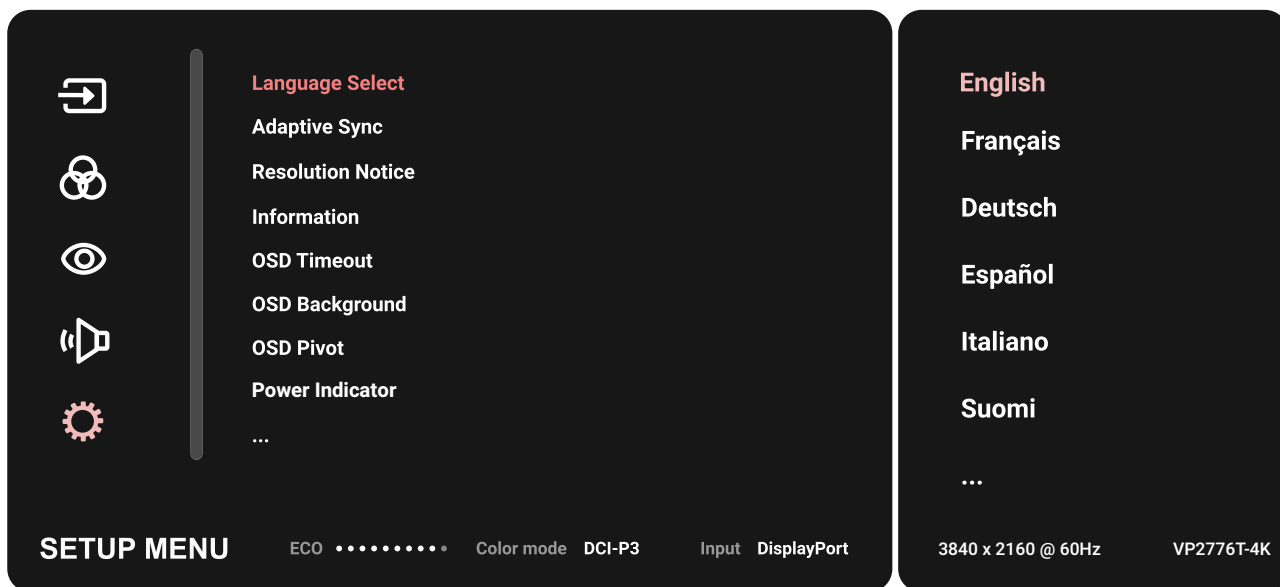 Language Select
Adaptive Sync
Resolution Notice
Information
OSD Timeout
OSD Background
OSD Pivot
Power Indicator
...
English
Français
Deutsch
Español
Italiano
Suomi
...
SETUP MENU ECO Color mode DCI-P3 Input DisplayPort 3840 x 2160 @ 60Hz VP2776T-4K